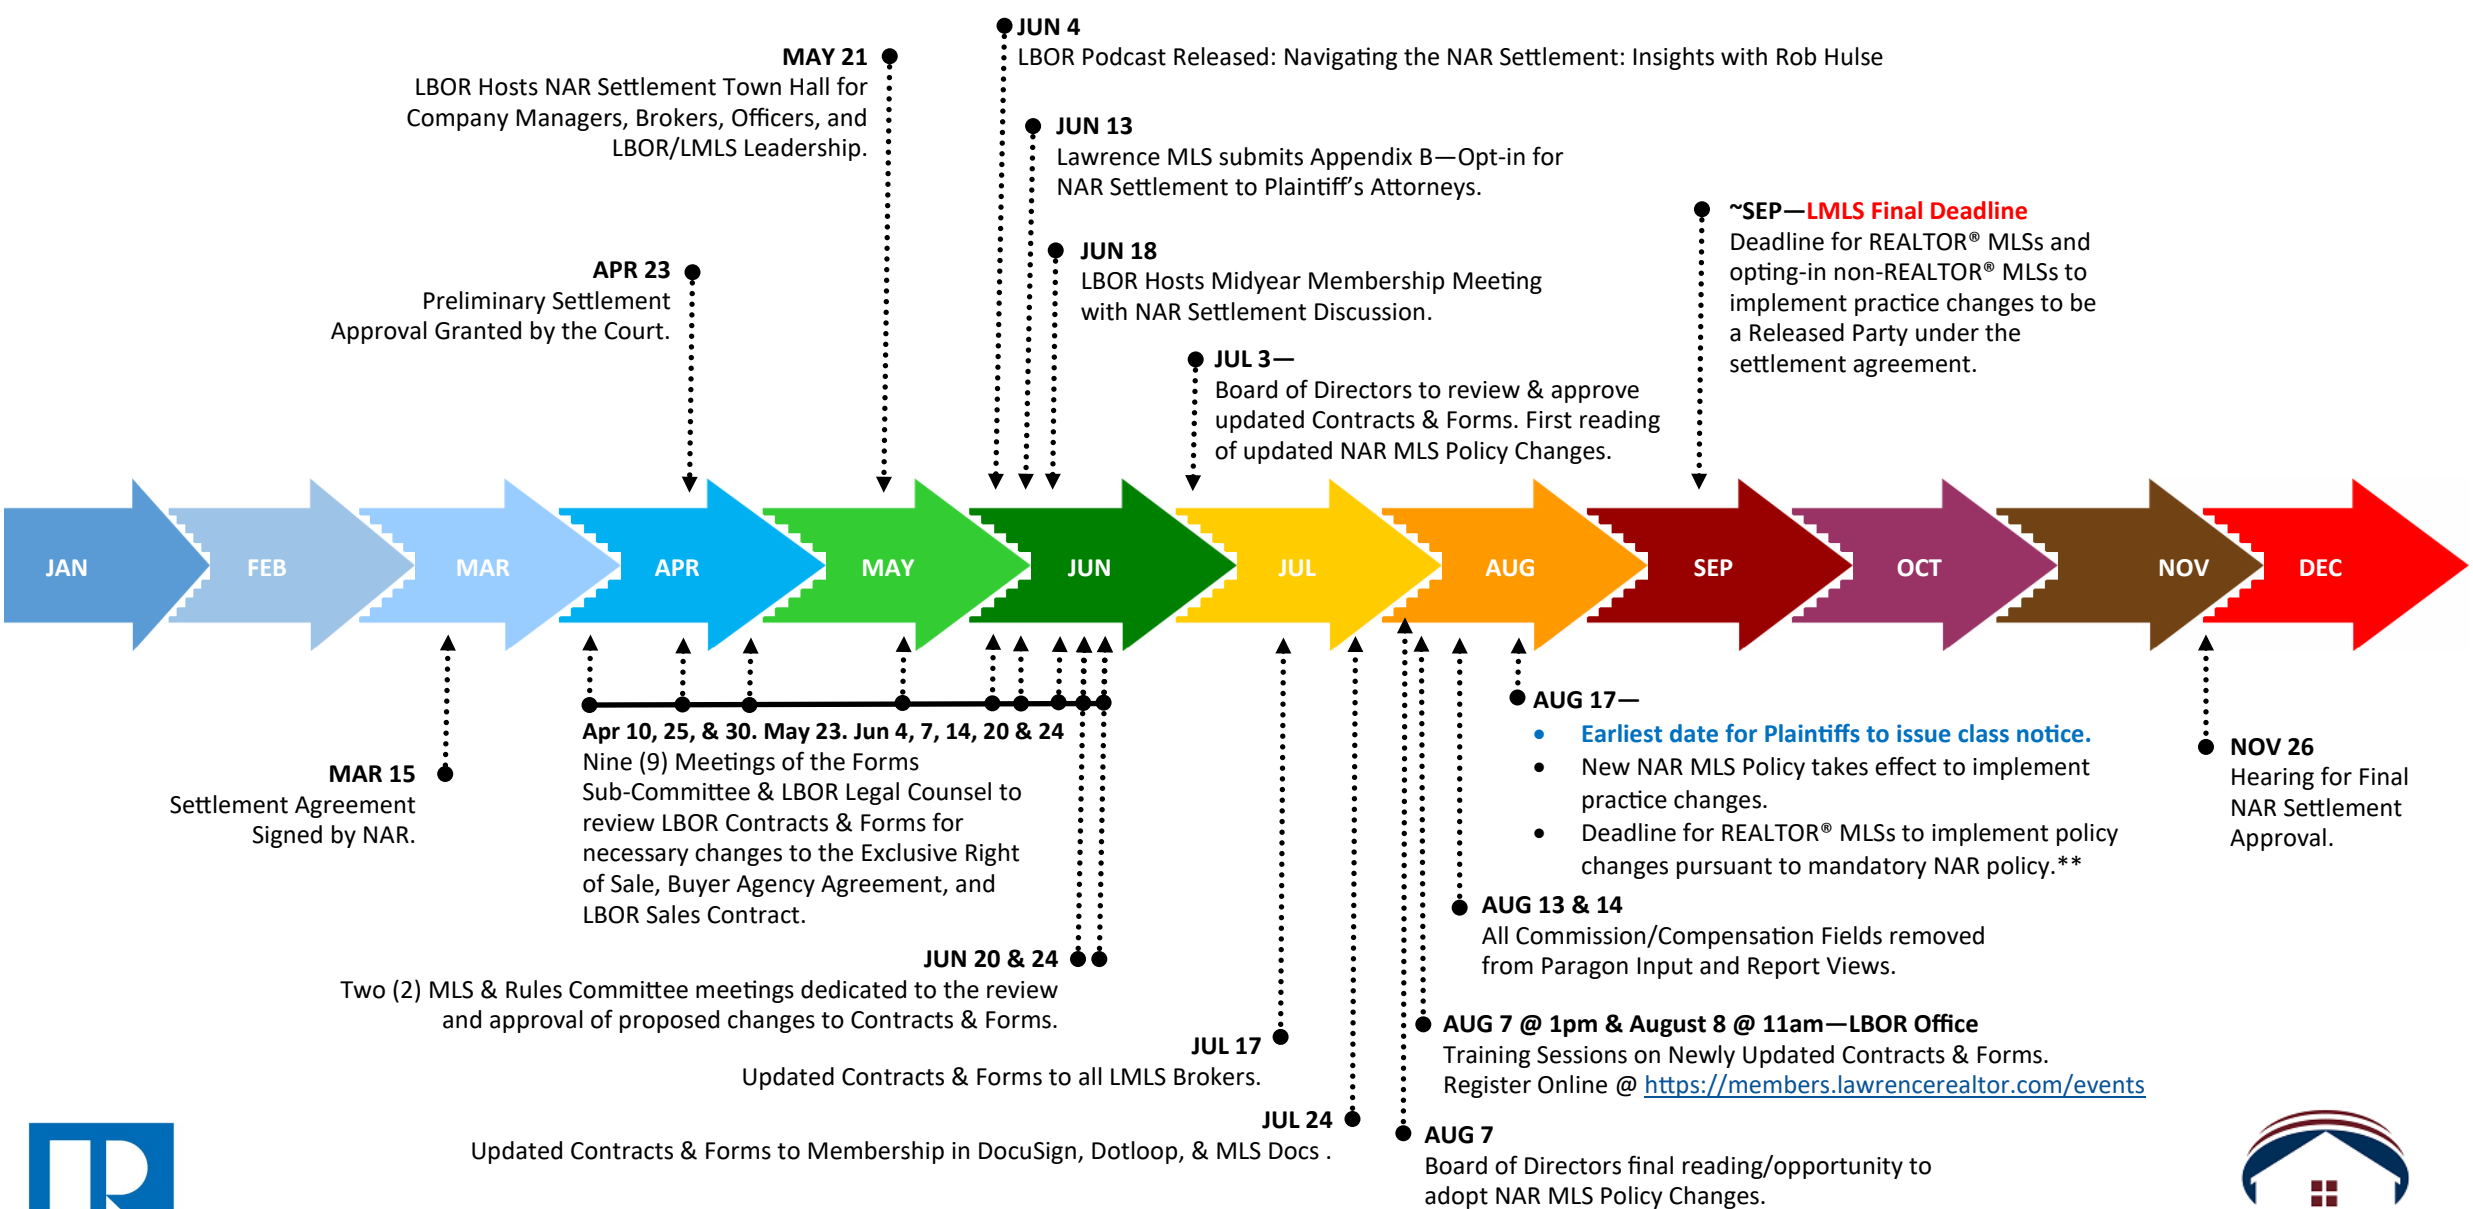 JUN 4
LBOR Podcast Released: Navigating the NAR Settlement: Insights with Rob Hulse
MAY 21
LBOR Hosts NAR Settlement Town Hall for
Company Managers, Brokers, Officers, and
LBOR/LMLS Leadership.
JUN 13
Lawrence MLS submits Appendix B—Opt-in for
NAR Settlement to Plaintiff's Attorneys.
~SEP—LMLS Final Deadline
Deadline for REALTOR® MLSs and
opting-in non-REALTOR® MLSs to
implement practice changes to be
a Released Party under the
settlement agreement.
JUN 18
LBOR Hosts Midyear Membership Meeting
with NAR Settlement Discussion.
APR 23
Preliminary Settlement
Approval Granted by the Court.
JUL 3—
Board of Directors to review & approve
updated Contracts & Forms. First reading
of updated NAR MLS Policy Changes.
JAN
FEB
MAR
APR
MAY
JUN
JUL
AUG
SEP
OCT
NOV
DEC
MAR 15
Settlement Agreement
Signed by NAR.
Apr 10, 25, & 30. May 23. Jun 4, 7, 14, 20 & 24
Nine (9) Meetings of the Forms
Sub-Committee & LBOR Legal Counsel to
review LBOR Contracts & Forms for
necessary changes to the Exclusive Right
of Sale, Buyer Agency Agreement, and
LBOR Sales Contract.
AUG 17—
• Earliest date for Plaintiffs to issue class notice.
• New NAR MLS Policy takes effect to implement
practice changes.
• Deadline for REALTOR® MLSs to implement policy
changes pursuant to mandatory NAR policy.**
NOV 26
Hearing for Final
NAR Settlement
Approval.
AUG 13 & 14
All Commission/Compensation Fields removed
from Paragon Input and Report Views.
JUN 20 & 24
Two (2) MLS & Rules Committee meetings dedicated to the review
and approval of proposed changes to Contracts & Forms.
AUG 7 @ 1pm & August 8 @ 11am—LBOR Office
Training Sessions on Newly Updated Contracts & Forms.
Register Online @ https://members.lawrencerealtor.com/events
JUL 17
Updated Contracts & Forms to all LMLS Brokers.
JUL 24
Updated Contracts & Forms to Membership in DocuSign, Dotloop, & MLS Docs .
AUG 7
Board of Directors final reading/opportunity to
adopt NAR MLS Policy Changes.
R